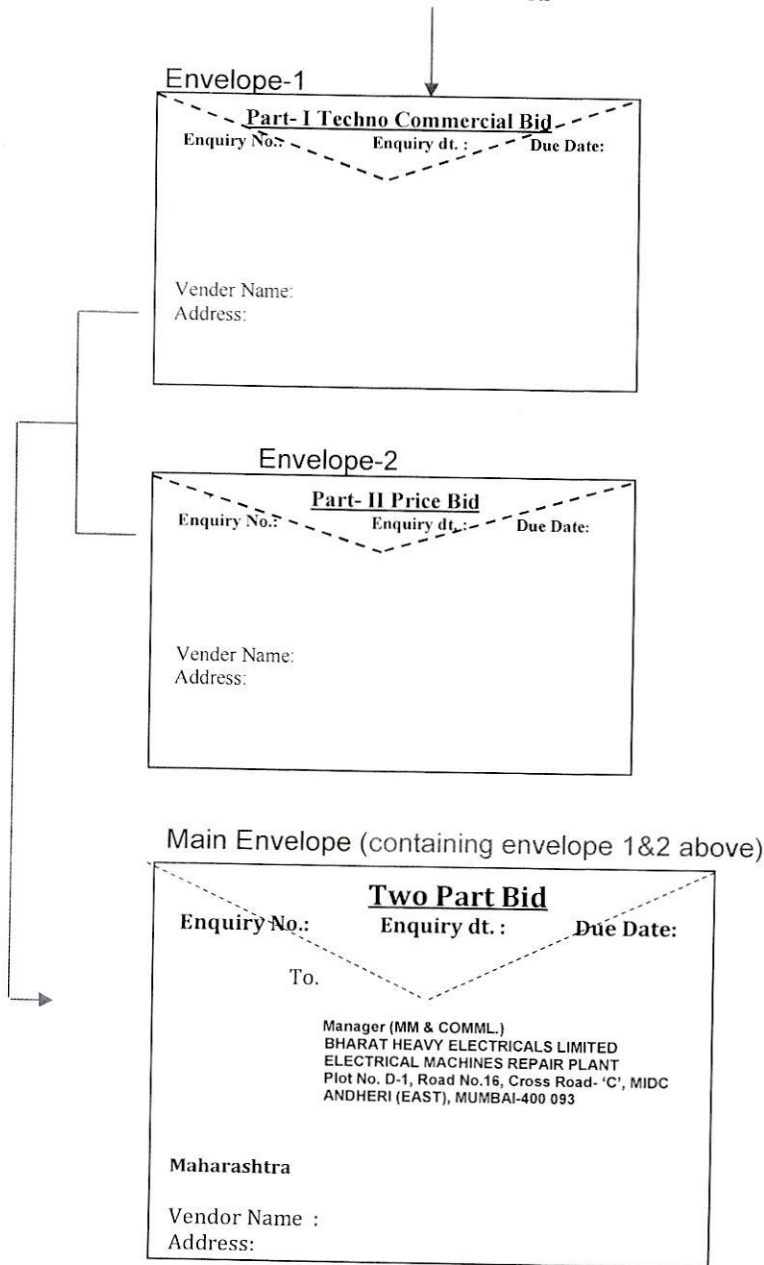 Envelope-1
Part- I Techno Commercial Bid
Enquiry No.: Enquiry dt. : Due Date:
Vender Name:
Address:
Envelope-2
Part- II Price Bid
Enquiry No.: Enquiry dt. : Due Date:
Vender Name:
Address:
Main Envelope (containing envelope 1&2 above)
Two Part Bid
Enquiry No.: Enquiry dt. : Due Date:
To.
Manager (MM & COMML.)
BHARAT HEAVY ELECTRICALS LIMITED
ELECTRICAL MACHINES REPAIR PLANT
Plot No. D-1, Road No.16, Cross Road- ‘C’, MIDC
ANDHERI (EAST), MUMBAI-400 093
Maharashtra
Vendor Name :
Address: